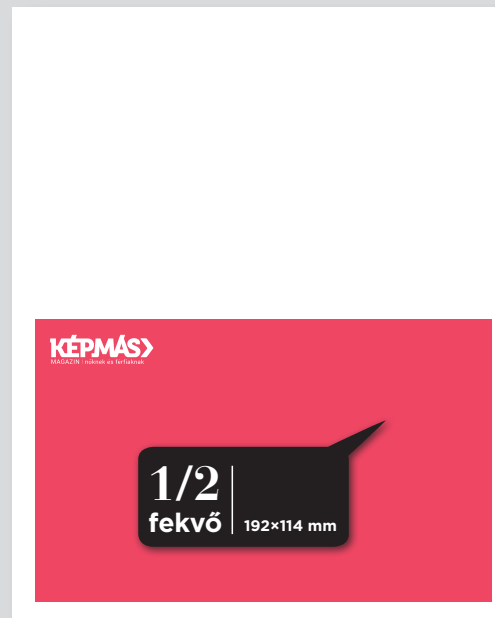 KÉPMÁS
MAGAZIN | nőknek és férfiaknak
1/2
fekvő
192×114 mm